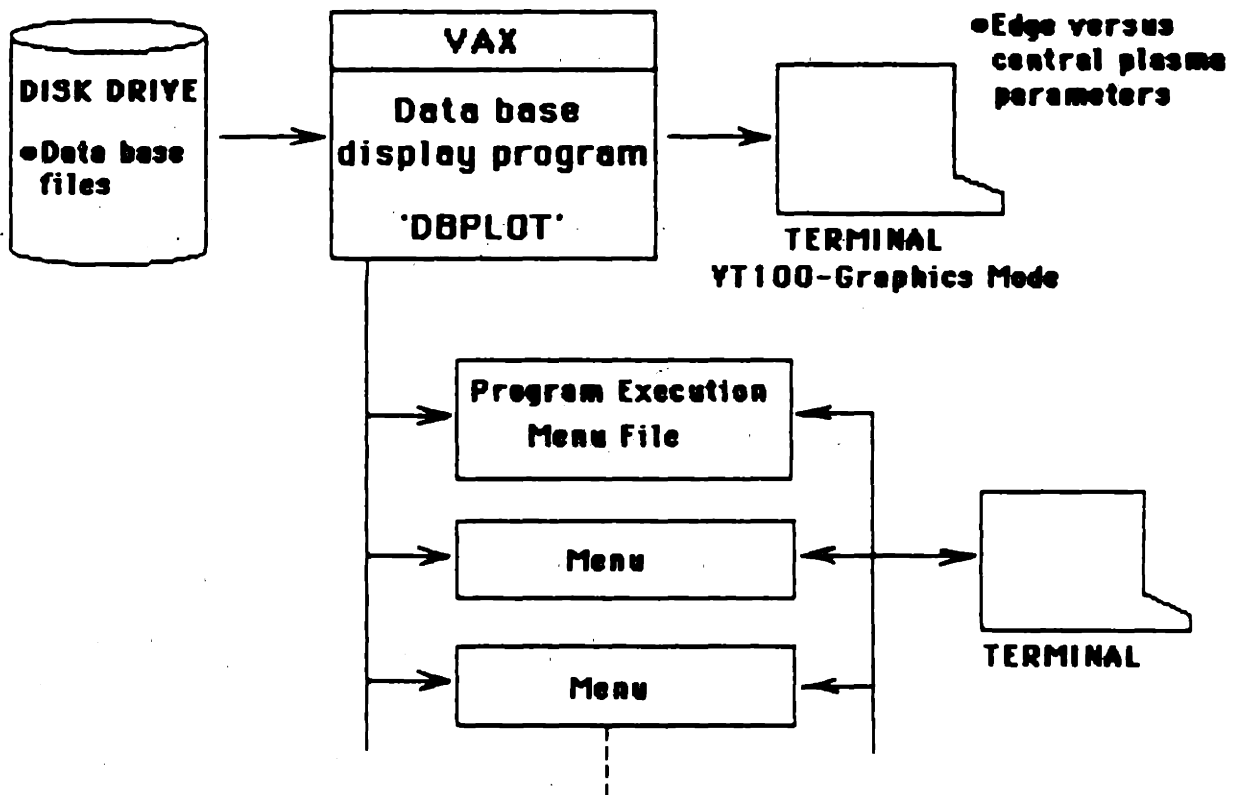 DISK DRIVE
•Data base
files
VAX
Data base
display program
'DBPLOT'
•Edge versus
central plasma
parameters
TERMINAL
VT100-Graphics Mode
Program Execution
Menu File
Menu
Menu
TERMINAL